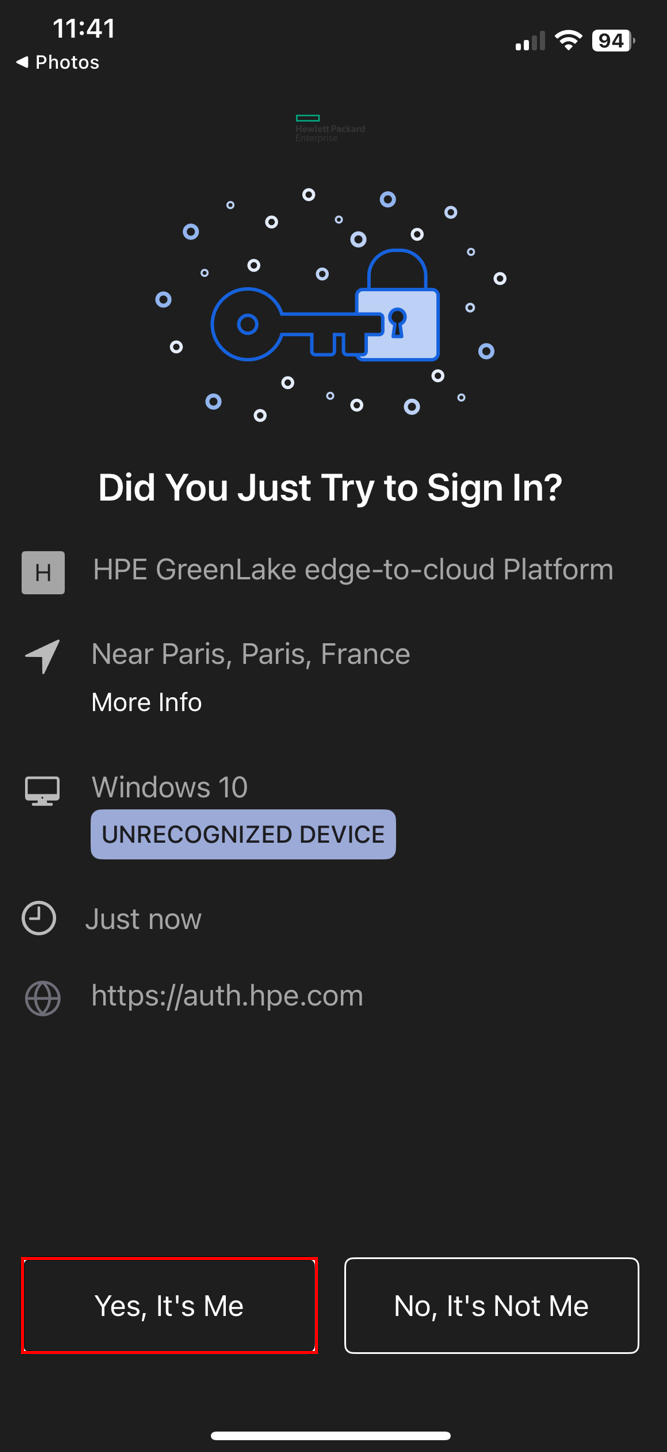 11:41
94
◀ Photos
Hewlett Packard
Enterprise
Did You Just Try to Sign In?
H
HPE GreenLake edge-to-cloud Platform
Near Paris, Paris, France
More Info
Windows 10
UNRECOGNIZED DEVICE
Just now
https://auth.hpe.com
Yes, It's Me
No, It's Not Me